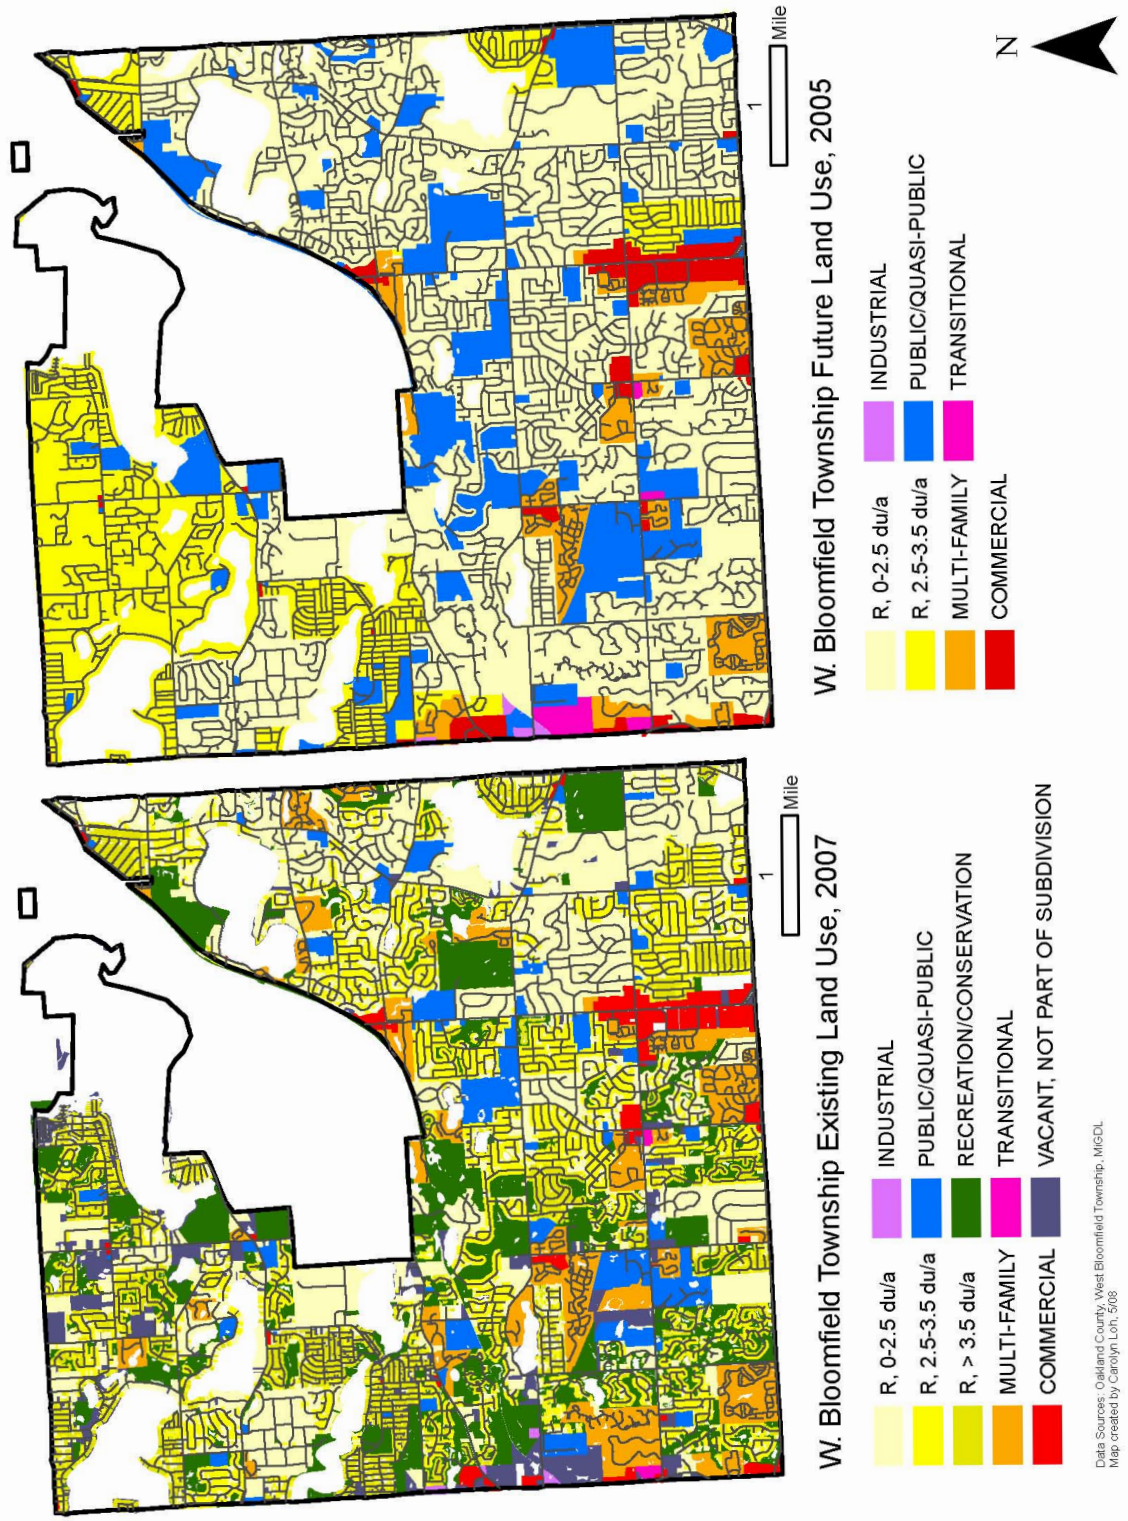 W. Bloomfield Township Existing Land Use, 2007
1
Mile
R, 0-2.5 du/a
R, 2.5-3.5 du/a
R, > 3.5 du/a
MULTI-FAMILY
COMMERCIAL
INDUSTRIAL
PUBLIC/QUASI-PUBLIC
RECREATION/CONSERVATION
TRANSITIONAL
VACANT, NOT PART OF SUBDIVISION
W. Bloomfield Township Future Land Use, 2005
1
Mile
R, 0-2.5 du/a
R, 2.5-3.5 du/a
MULTI-FAMILY
COMMERCIAL
INDUSTRIAL
PUBLIC/QUASI-PUBLIC
TRANSITIONAL
N
Data Sources: Oakland County, West Bloomfield Township, MiGDL
Map created by Carolyn Loh, 5/08